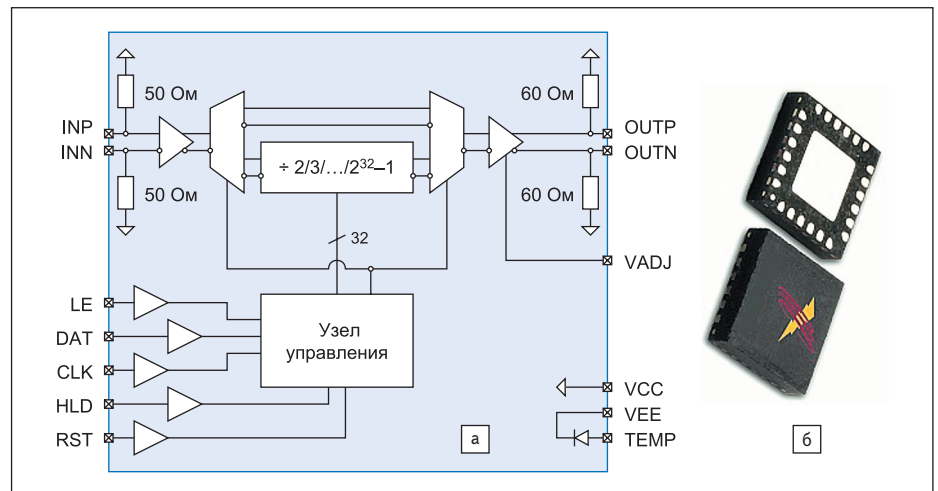 50 Ом
60 Ом
INP
INN
OUTP
OUTN
÷ 2/3/.../2³²–1
50 Ом
60 Ом
32
VADJ
LE
DAT
CLK
HLD
RST
Узел
управления
VCC
VEE
TEMP
а
б